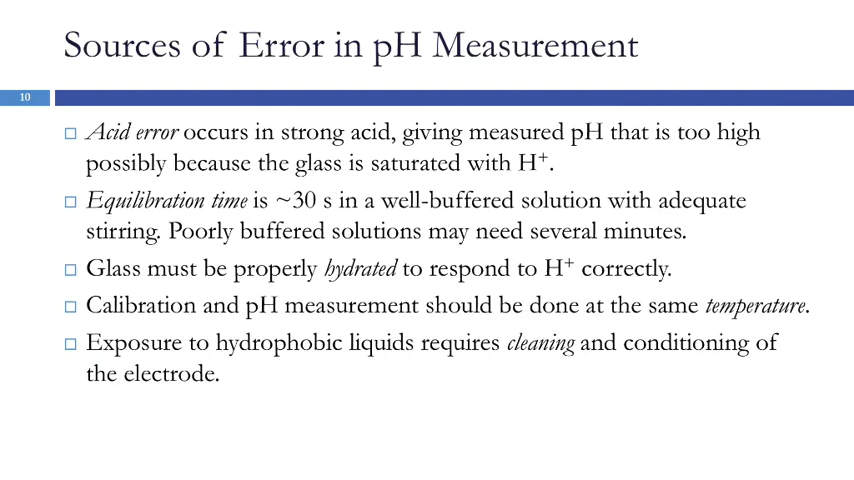 Sources of Error in pH Measurement
10
□ Acid error occurs in strong acid, giving measured pH that is too high
possibly because the glass is saturated with H⁺.
□ Equilibration time is ~30 s in a well-buffered solution with adequate
stirring. Poorly buffered solutions may need several minutes.
□ Glass must be properly hydrated to respond to H⁺ correctly.
□ Calibration and pH measurement should be done at the same temperature.
□ Exposure to hydrophobic liquids requires cleaning and conditioning of
the electrode.